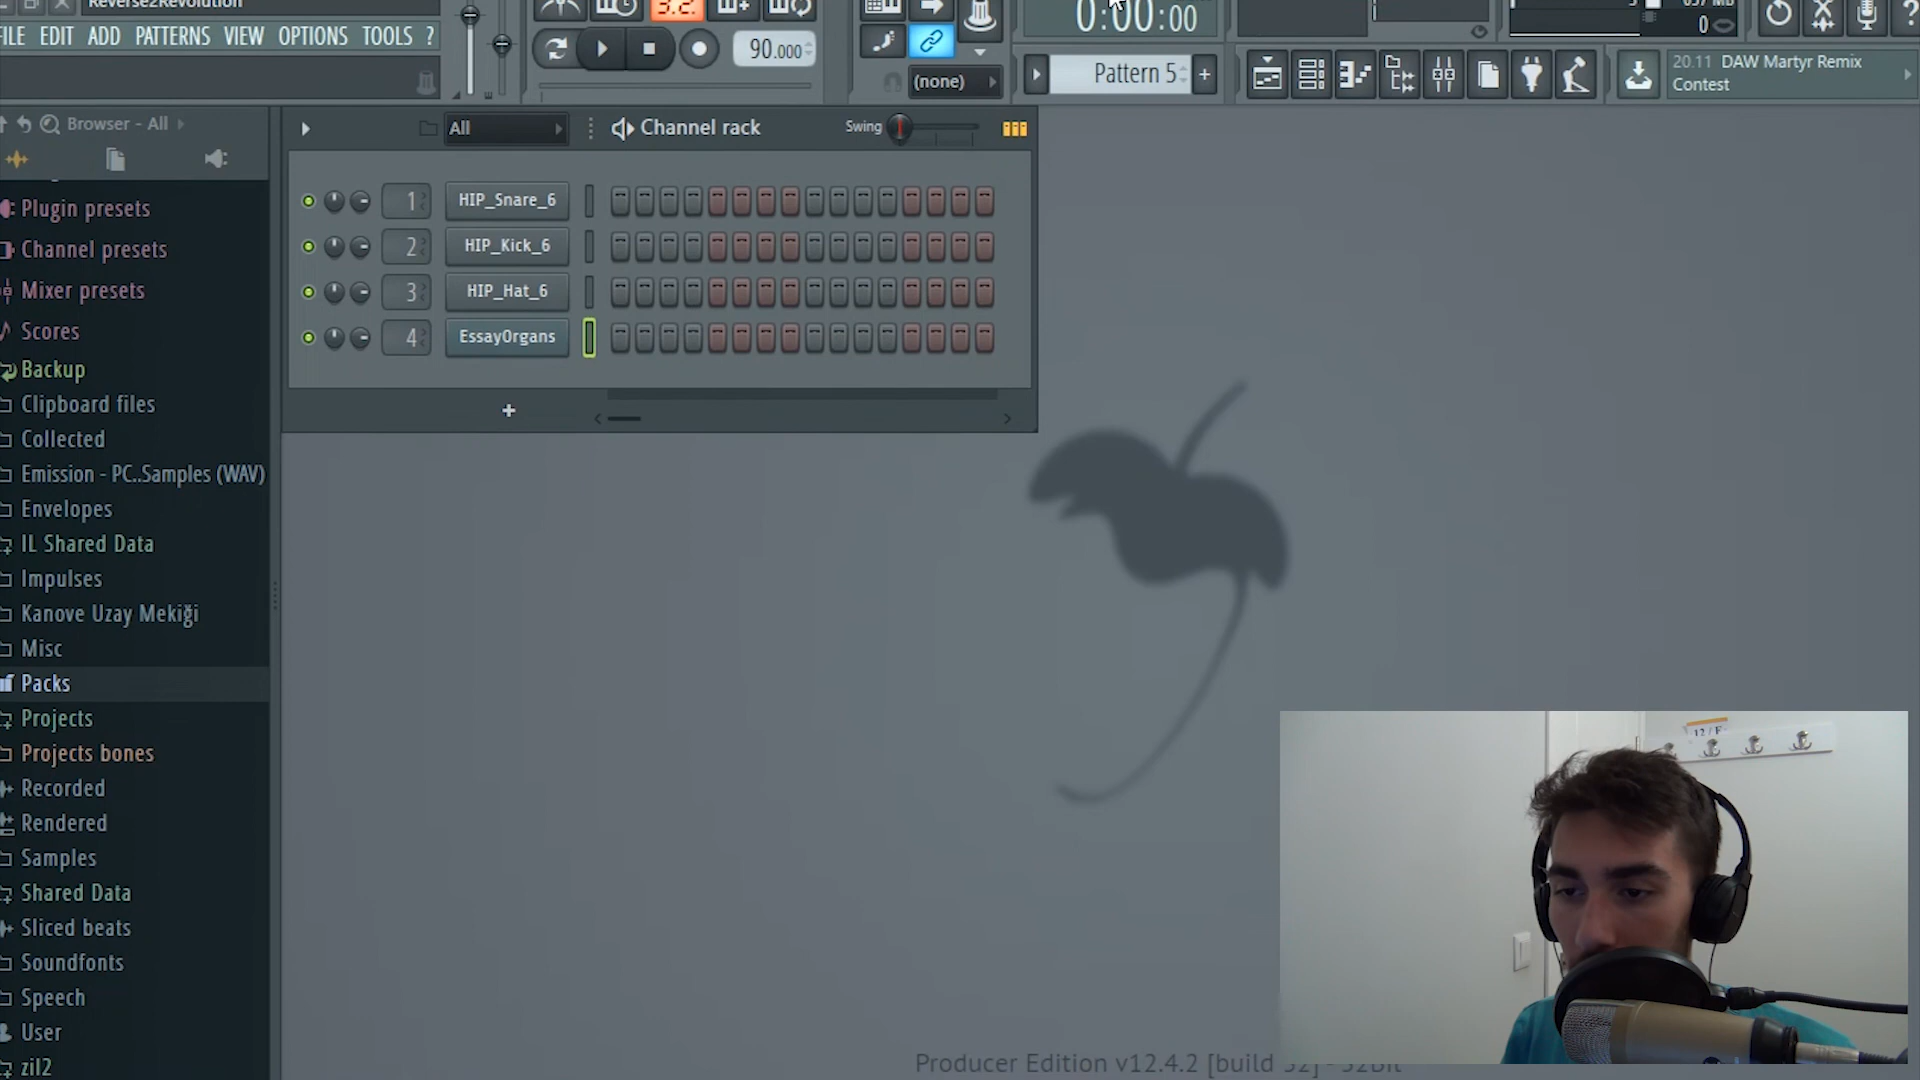 Reverse2Revolution
FILE EDIT ADD PATTERNS VIEW OPTIONS TOOLS ?
3.2.
90.000
0:00:00
0
(none)
Pattern 5
+
20.11 DAW Martyr Remix
Contest
Browser - All
All
Channel rack
Swing
1 HIP_Snare_6
2 HIP_Kick_6
3 HIP_Hat_6
4 EssayOrgans
+
Plugin presets
Channel presets
Mixer presets
Scores
Backup
Clipboard files
Collected
Emission - PC..Samples (WAV)
Envelopes
IL Shared Data
Impulses
Kanove Uzay Mekiği
Misc
Packs
Projects
Projects bones
Recorded
Rendered
Samples
Shared Data
Sliced beats
Soundfonts
Speech
User
zil2
12/F
Producer Edition v12.4.2 [build